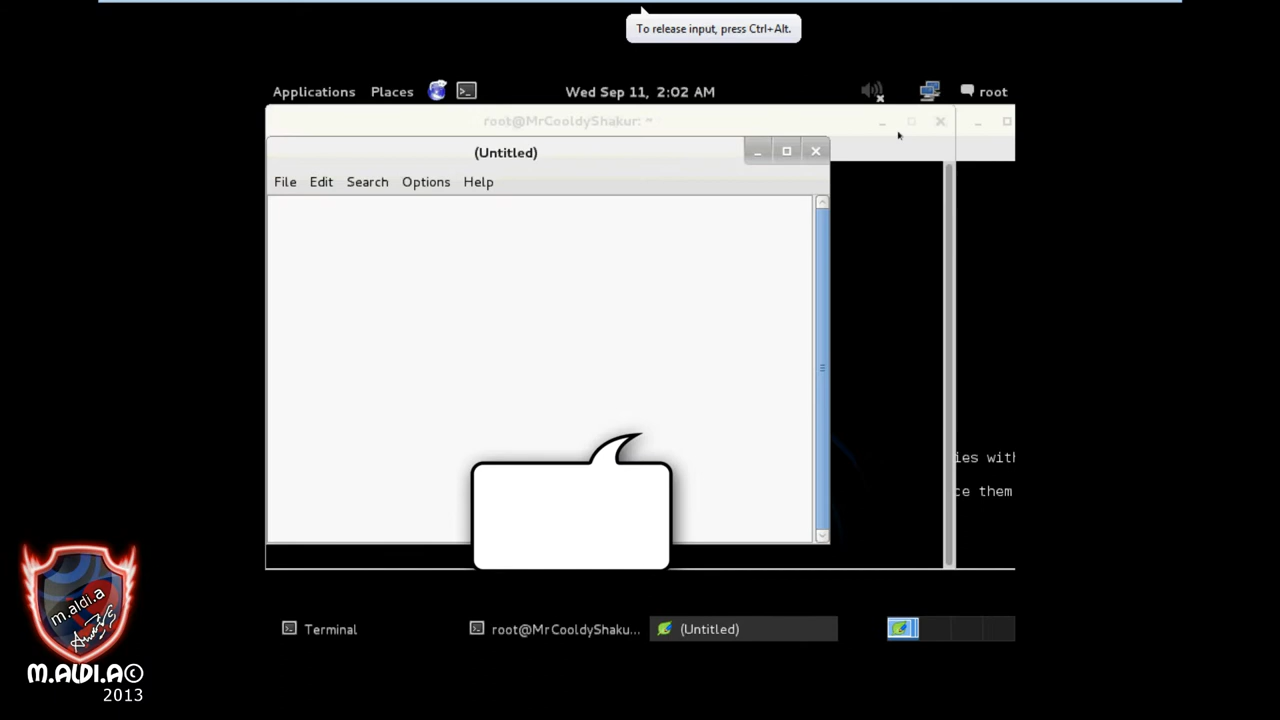 To release input, press Ctrl+Alt.
Applications Places Wed Sep 11, 2:02 AM root
root@MrCooldyShakur: ~
(Untitled)
File Edit Search Options Help
ies with
ce them
m.aldi.a
Terminal root@MrCooldyShaku... (Untitled)
M.ALDI.A©
2013